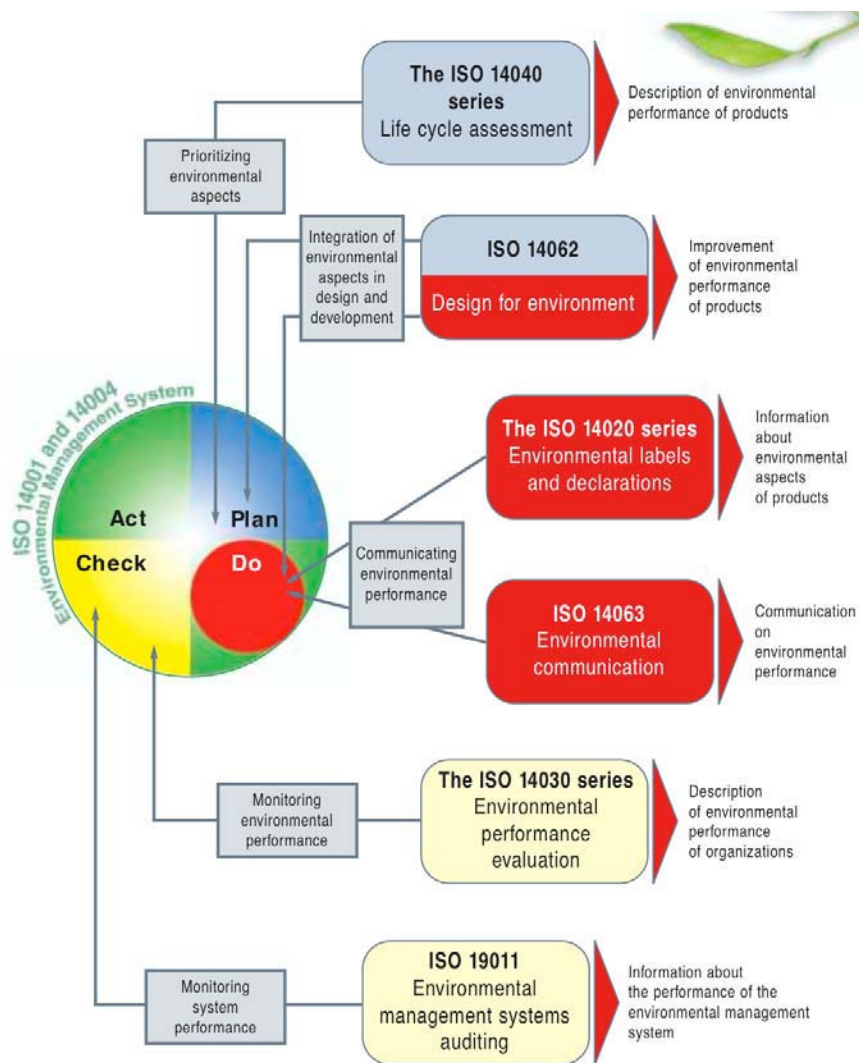 The ISO 14040
series
Life cycle assessment
Description of environmental
performance of products
Prioritizing
environmental
aspects
Integration of
environmental
aspects in
design and
development
ISO 14062
Design for environment
Improvement
of environmental
performance
of products
ISO 14001 and 14004
Environmental Management System
Act
Plan
Check
Do
The ISO 14020 series
Environmental labels
and declarations
Information
about
environmental
aspects
of products
Communicating
environmental
performance
ISO 14063
Environmental
communication
Communication
on
environmental
performance
Monitoring
environmental
performance
The ISO 14030 series
Environmental
performance
evaluation
Description
of environmental
performance
of organizations
Monitoring
system
performance
ISO 19011
Environmental
management systems
auditing
Information about
the performance of the
environmental management
system